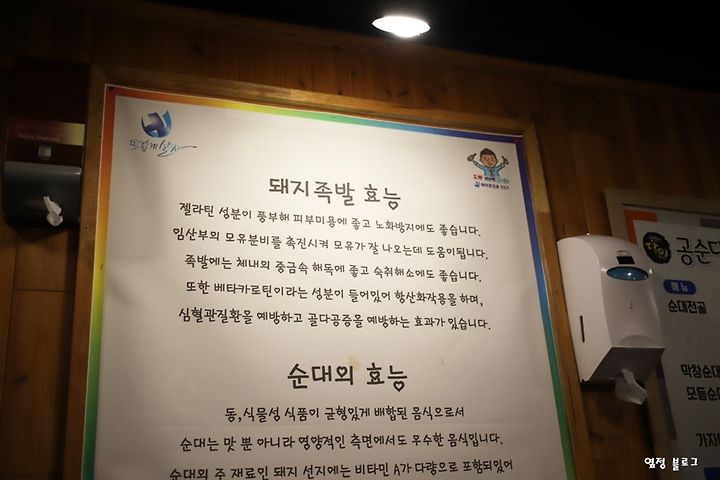 뜨겁게 살자
돼지족발 효능
젤라틴 성분이 풍부해 피부미용에 좋고 노화방지에도 좋습니다.
임산부의 모유분비를 촉진시켜 모유가 잘 나오는데 도움이됩니다.
족발에는 체내의 중금속 해독에 좋고 숙취해소에도 좋습니다.
또한 베타카로틴이라는 성분이 들어있어 항산화작용을 하며,
심혈관질환을 예방하고 골다공증을 예방하는 효과가 있습니다.
순대의 효능
동,식물성 식품이 균형있게 배합된 음식으로서
순대는 맛 뿐 아니라 영양적인 측면에서도 우수한 음식입니다.
순대의 주 재료인 돼지 선지에는 비타민 A가 다량으로 포함되있어
공순대
메뉴
순대전골
막창순대
모듬순대
옆정 블로그